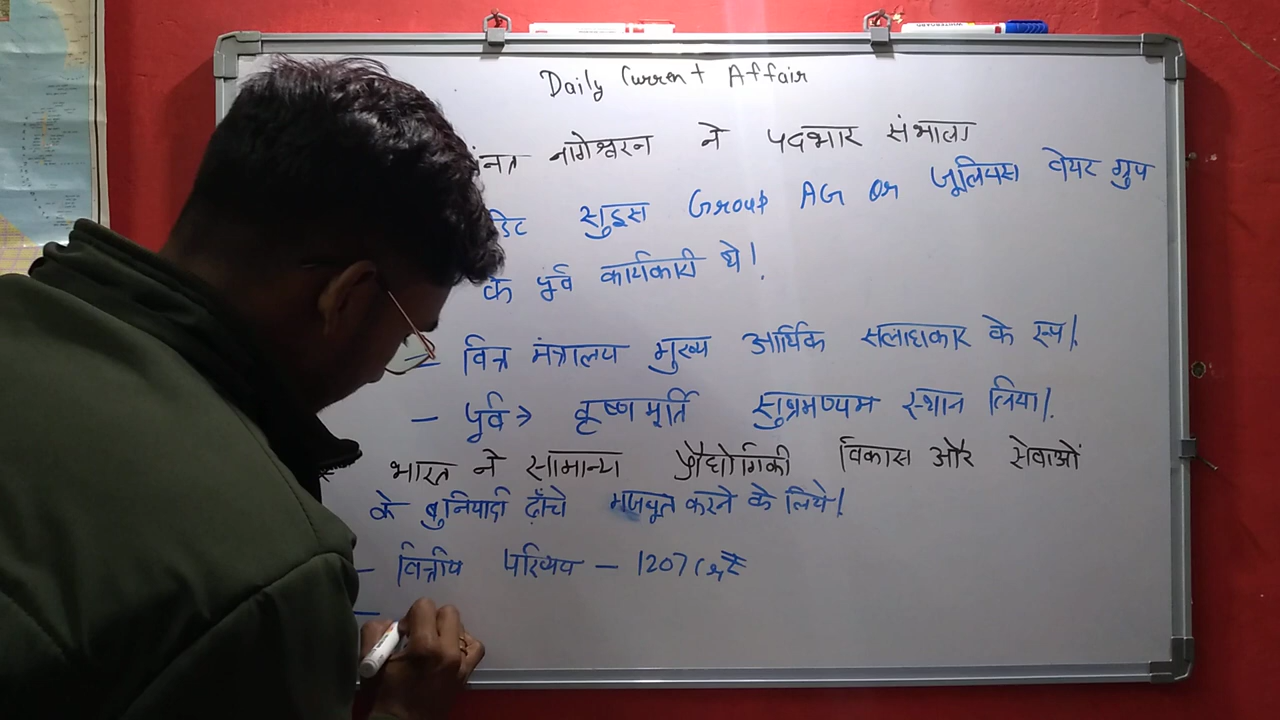 Daily Current Affair
ंनत नागेश्वरन ने पदभार संभाला
डिट सुइस Group AG or जूलियस वेयर ग्रुप
के पूर्व कार्यकारी थे।
– वित्त मंत्रालय मुख्य आर्थिक सलाहकार के रूप।
– पूर्व → कृष्णमूर्ति सुब्रमण्यम स्थान लिया।
भारत ने सामान्य प्रौद्योगिकी विकास और सेवाओं
के बुनियादी ढाँचे मजबूत करने के लिये।
– वित्तीय परिव्यय – 1207
–